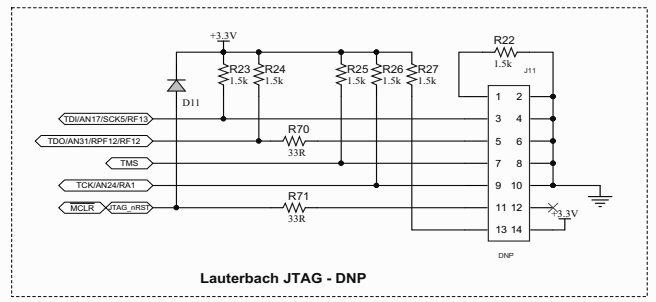 +3.3V
R22
1.5k
J11
R23 R24 R25 R26 R27
1.5k 1.5k 1.5k 1.5k 1.5k
D11
1 2
TDI/AN17/SCK5/RF13 3 4
TDO/AN31/RPF12/RF12 R70 5 6
33R
TMS 7 8
TCK/AN24/RA1 9 10
MCLR JTAG_nRST R71 11 12
33R
+3.3V
13 14
DNP
Lauterbach JTAG - DNP